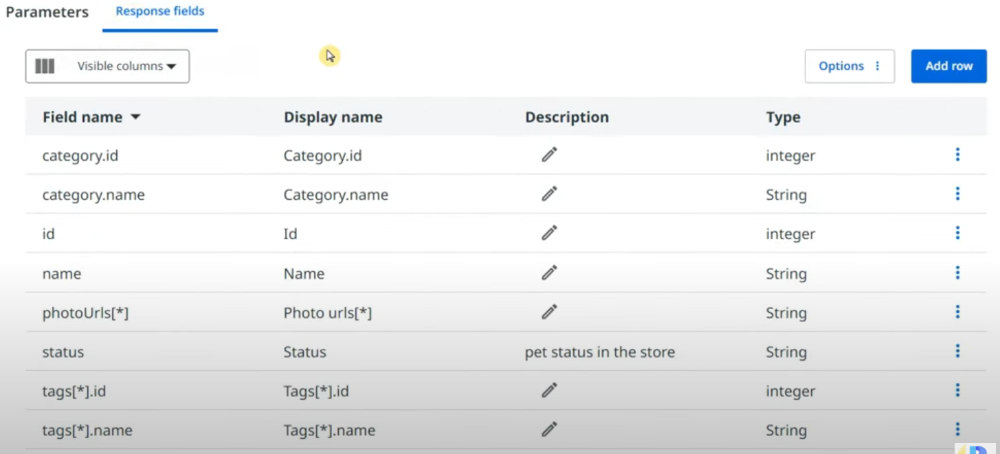 Parameters Response fields
Visible columns Options Add row
Field name Display name Description Type
category.id Category.id integer
category.name Category.name String
id Id integer
name Name String
photoUrls[*] Photo urls[*] String
status Status pet status in the store String
tags[*].id Tags[*].id integer
tags[*].name Tags[*].name String